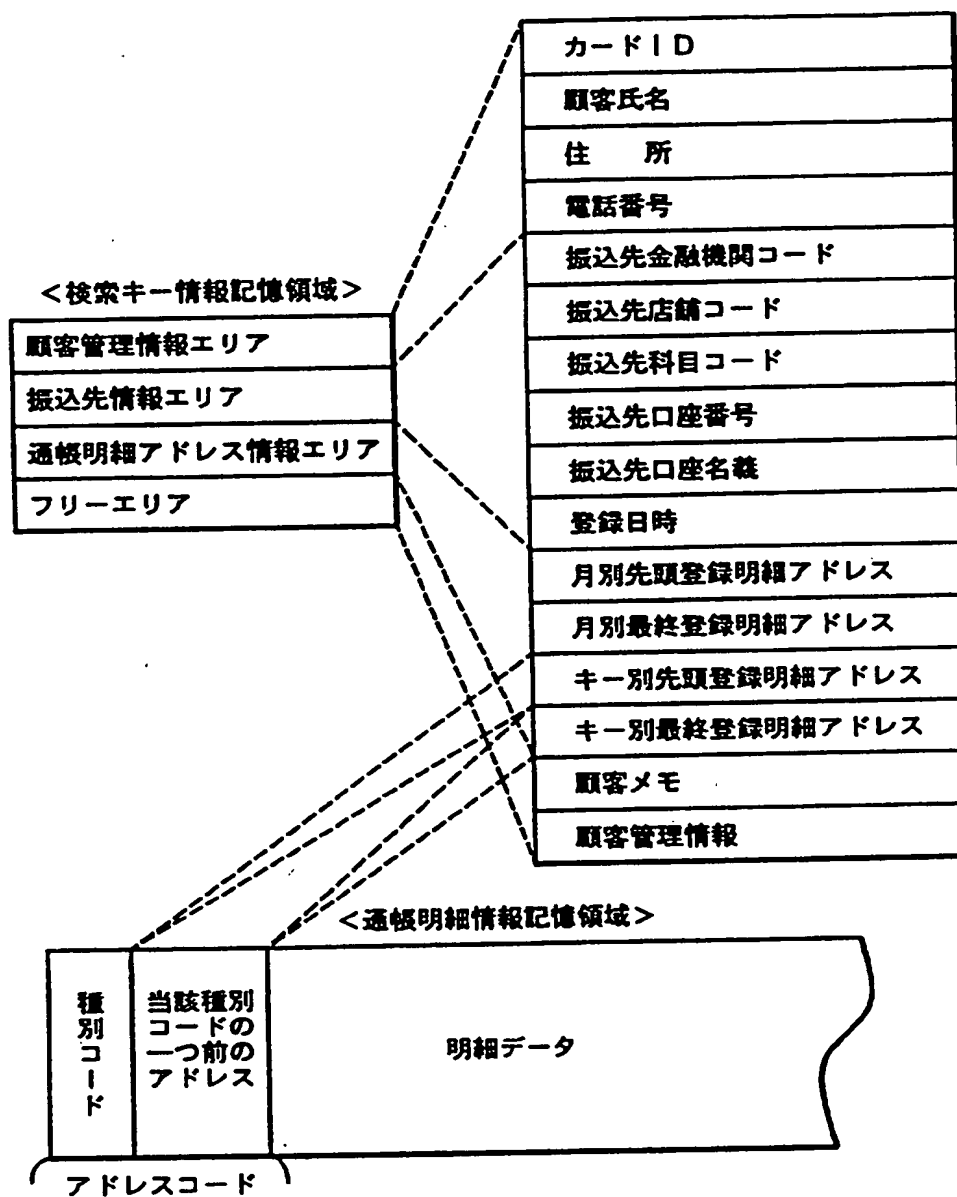 カードID
顧客氏名
住　　所
電話番号
振込先金融機関コード
振込先店舗コード
振込先科目コード
振込先口座番号
振込先口座名義
登録日時
月別先頭登録明細アドレス
月別最終登録明細アドレス
キー別先頭登録明細アドレス
キー別最終登録明細アドレス
顧客メモ
顧客管理情報
＜検索キー情報記憶領域＞
顧客管理情報エリア
振込先情報エリア
通帳明細アドレス情報エリア
フリーエリア
＜通帳明細情報記憶領域＞
種別コード
当該種別
コードの
一つ前の
アドレス
明細データ
アドレスコード